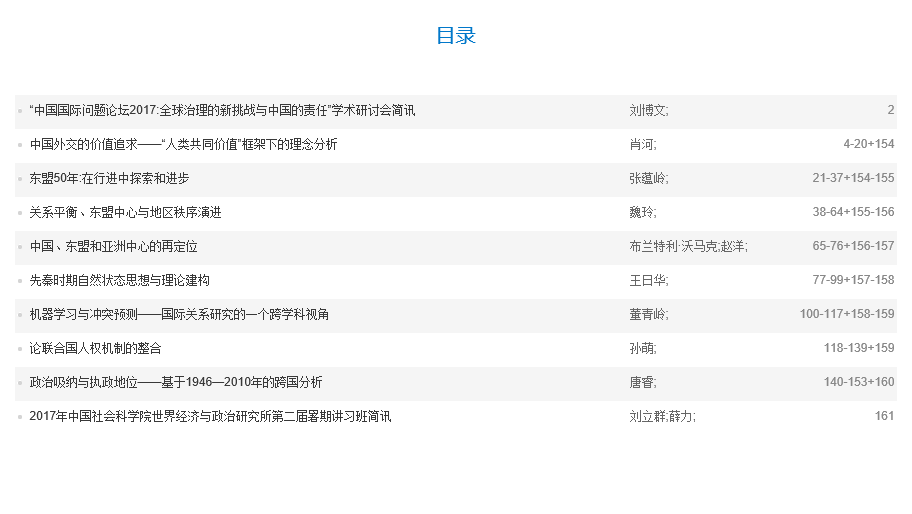 目录
“中国国际问题论坛2017:全球治理的新挑战与中国的责任”学术研讨会简讯 刘博文; 2
中国外交的价值追求——“人类共同价值”框架下的理念分析 肖河; 4-20+154
东盟50年:在行进中探索和进步 张蕴岭; 21-37+154-155
关系平衡、东盟中心与地区秩序演进 魏玲; 38-64+155-156
中国、东盟和亚洲中心的再定位 布兰特利·沃马克;赵洋; 65-76+156-157
先秦时期自然状态思想与理论建构 王日华; 77-99+157-158
机器学习与冲突预测——国际关系研究的一个跨学科视角 董青岭; 100-117+158-159
论联合国人权机制的整合 孙萌; 118-139+159
政治吸纳与执政地位——基于1946—2010年的跨国分析 唐睿; 140-153+160
2017年中国社会科学院世界经济与政治研究所第二届暑期讲习班简讯 刘立群;薛力; 161